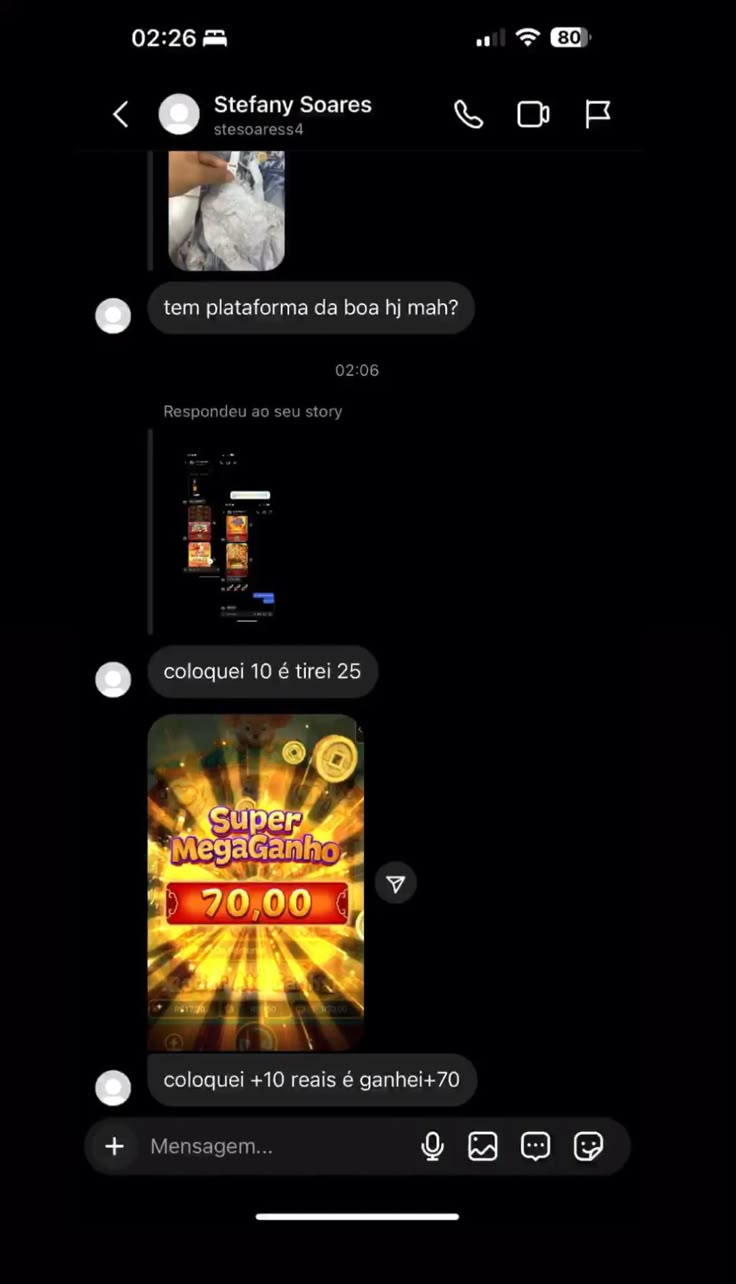 02:26
80
Stefany Soares
stesoaress4
tem plataforma da boa hj mah?
02:06
Respondeu ao seu story
coloquei 10 é tirei 25
Super
MegaGanho
70,00
coloquei +10 reais é ganhei+70
Mensagem...